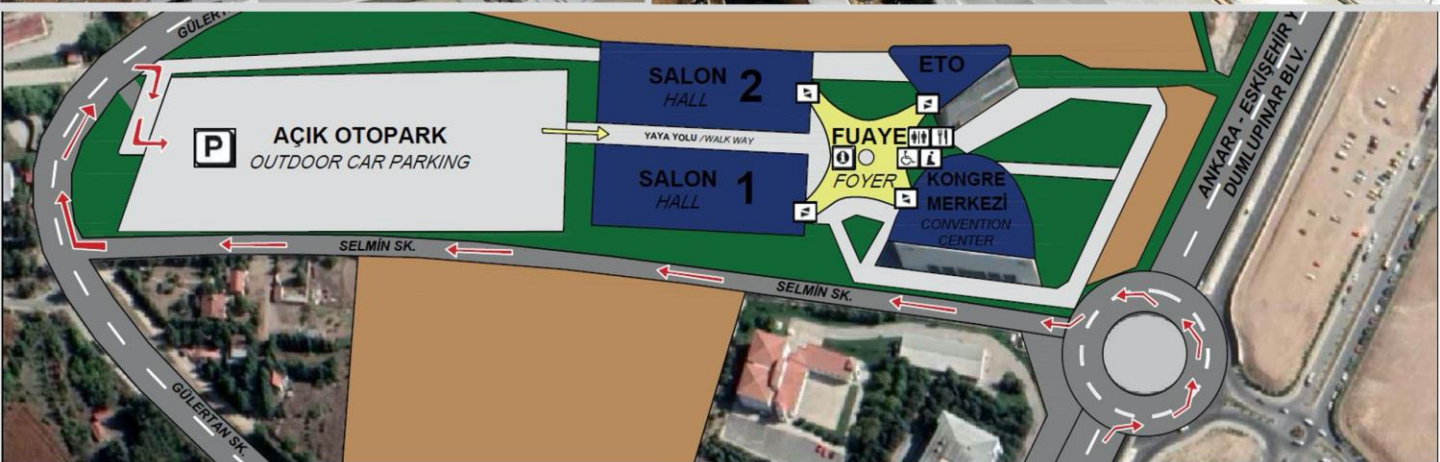 GÜLERT
SALON 2
HALL
ETO
P
AÇIK OTOPARK
OUTDOOR CAR PARKING
YAYA YOLU / WALK WAY
FUAYE
FOYER
SALON 1
HALL
KONGRE
MERKEZİ
CONVENTION
CENTER
SELMİN SK.
SELMİN SK.
GÜLERTAN SK.
ANKARA - ESKİŞEHİR Y
DUMLUPINAR BLV.